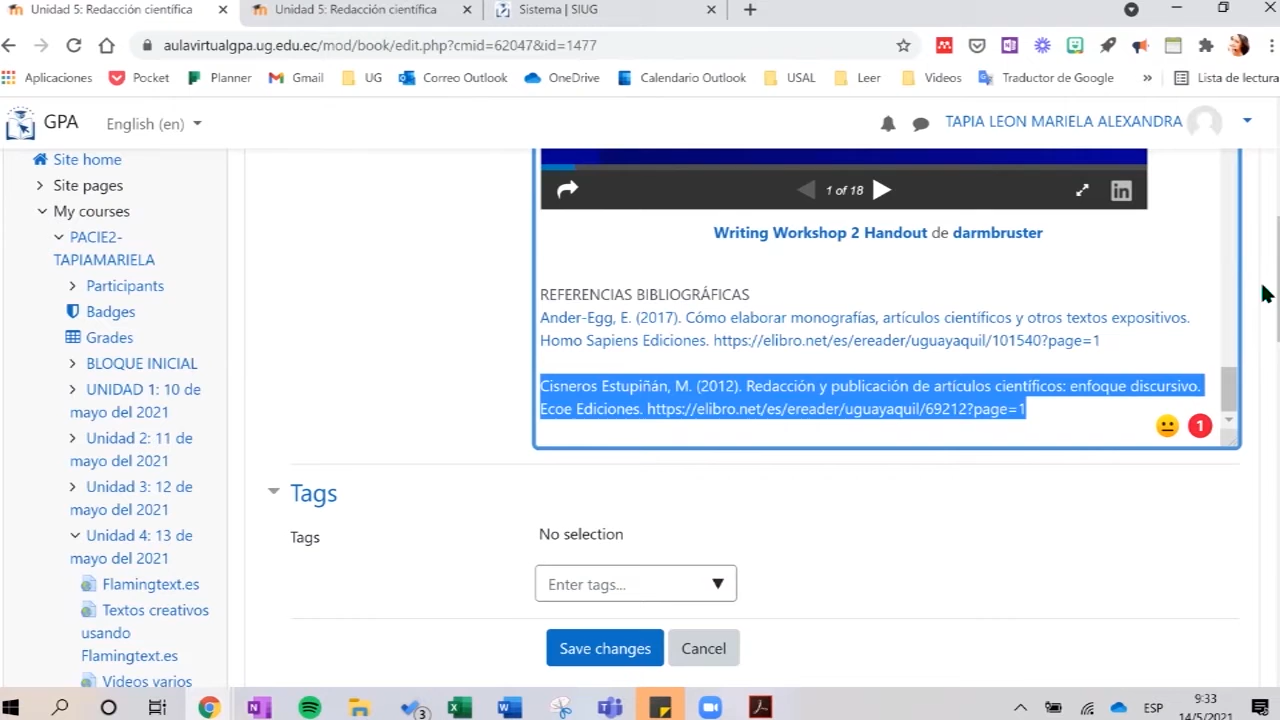 Unidad 5: Redacción científica
Unidad 5: Redacción científica
Sistema | SIUG
aulavirtualgpa.ug.edu.ec/mod/book/edit.php?cmid=62047&id=1477
Aplicaciones
Pocket
Planner
Gmail
UG
Correo Outlook
OneDrive
Calendario Outlook
USAL
Leer
Videos
Traductor de Google
»
Lista de lectura
GPA
English (en)
TAPIA LEON MARIELA ALEXANDRA
Site home
Site pages
My courses
PACIE2-
TAPIAMARIELA
Participants
Badges
Grades
BLOQUE INICIAL
UNIDAD 1: 10 de
mayo del 2021
Unidad 2: 11 de
mayo del 2021
Unidad 3: 12 de
mayo del 2021
Unidad 4: 13 de
mayo del 2021
Flamingtext.es
Textos creativos
usando
Flamingtext.es
Videos varios
1 of 18
in
Writing Workshop 2 Handout de darmbruster
REFERENCIAS BIBLIOGRÁFICAS
Ander-Egg, E. (2017). Cómo elaborar monografías, artículos científicos y otros textos expositivos.
Homo Sapiens Ediciones. https://elibro.net/es/ereader/uguayaquil/101540?page=1
Cisneros Estupiñán, M. (2012). Redacción y publicación de artículos científicos: enfoque discursivo.
Ecoe Ediciones. https://elibro.net/es/ereader/uguayaquil/69212?page=1
1
Tags
Tags
No selection
Enter tags...
Save changes
Cancel
3
ESP
9:33
14/5/2021